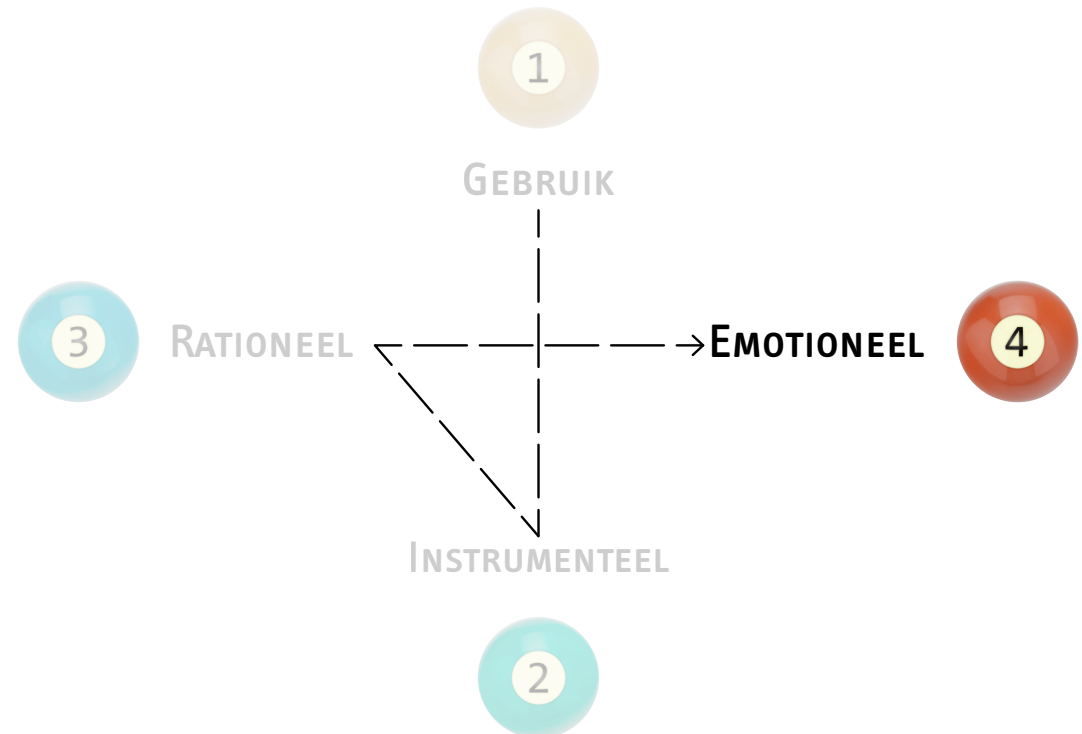 1
GEBRUIK
3 RATIONEEL EMOTIONEEL 4
INSTRUMENTEEL
2